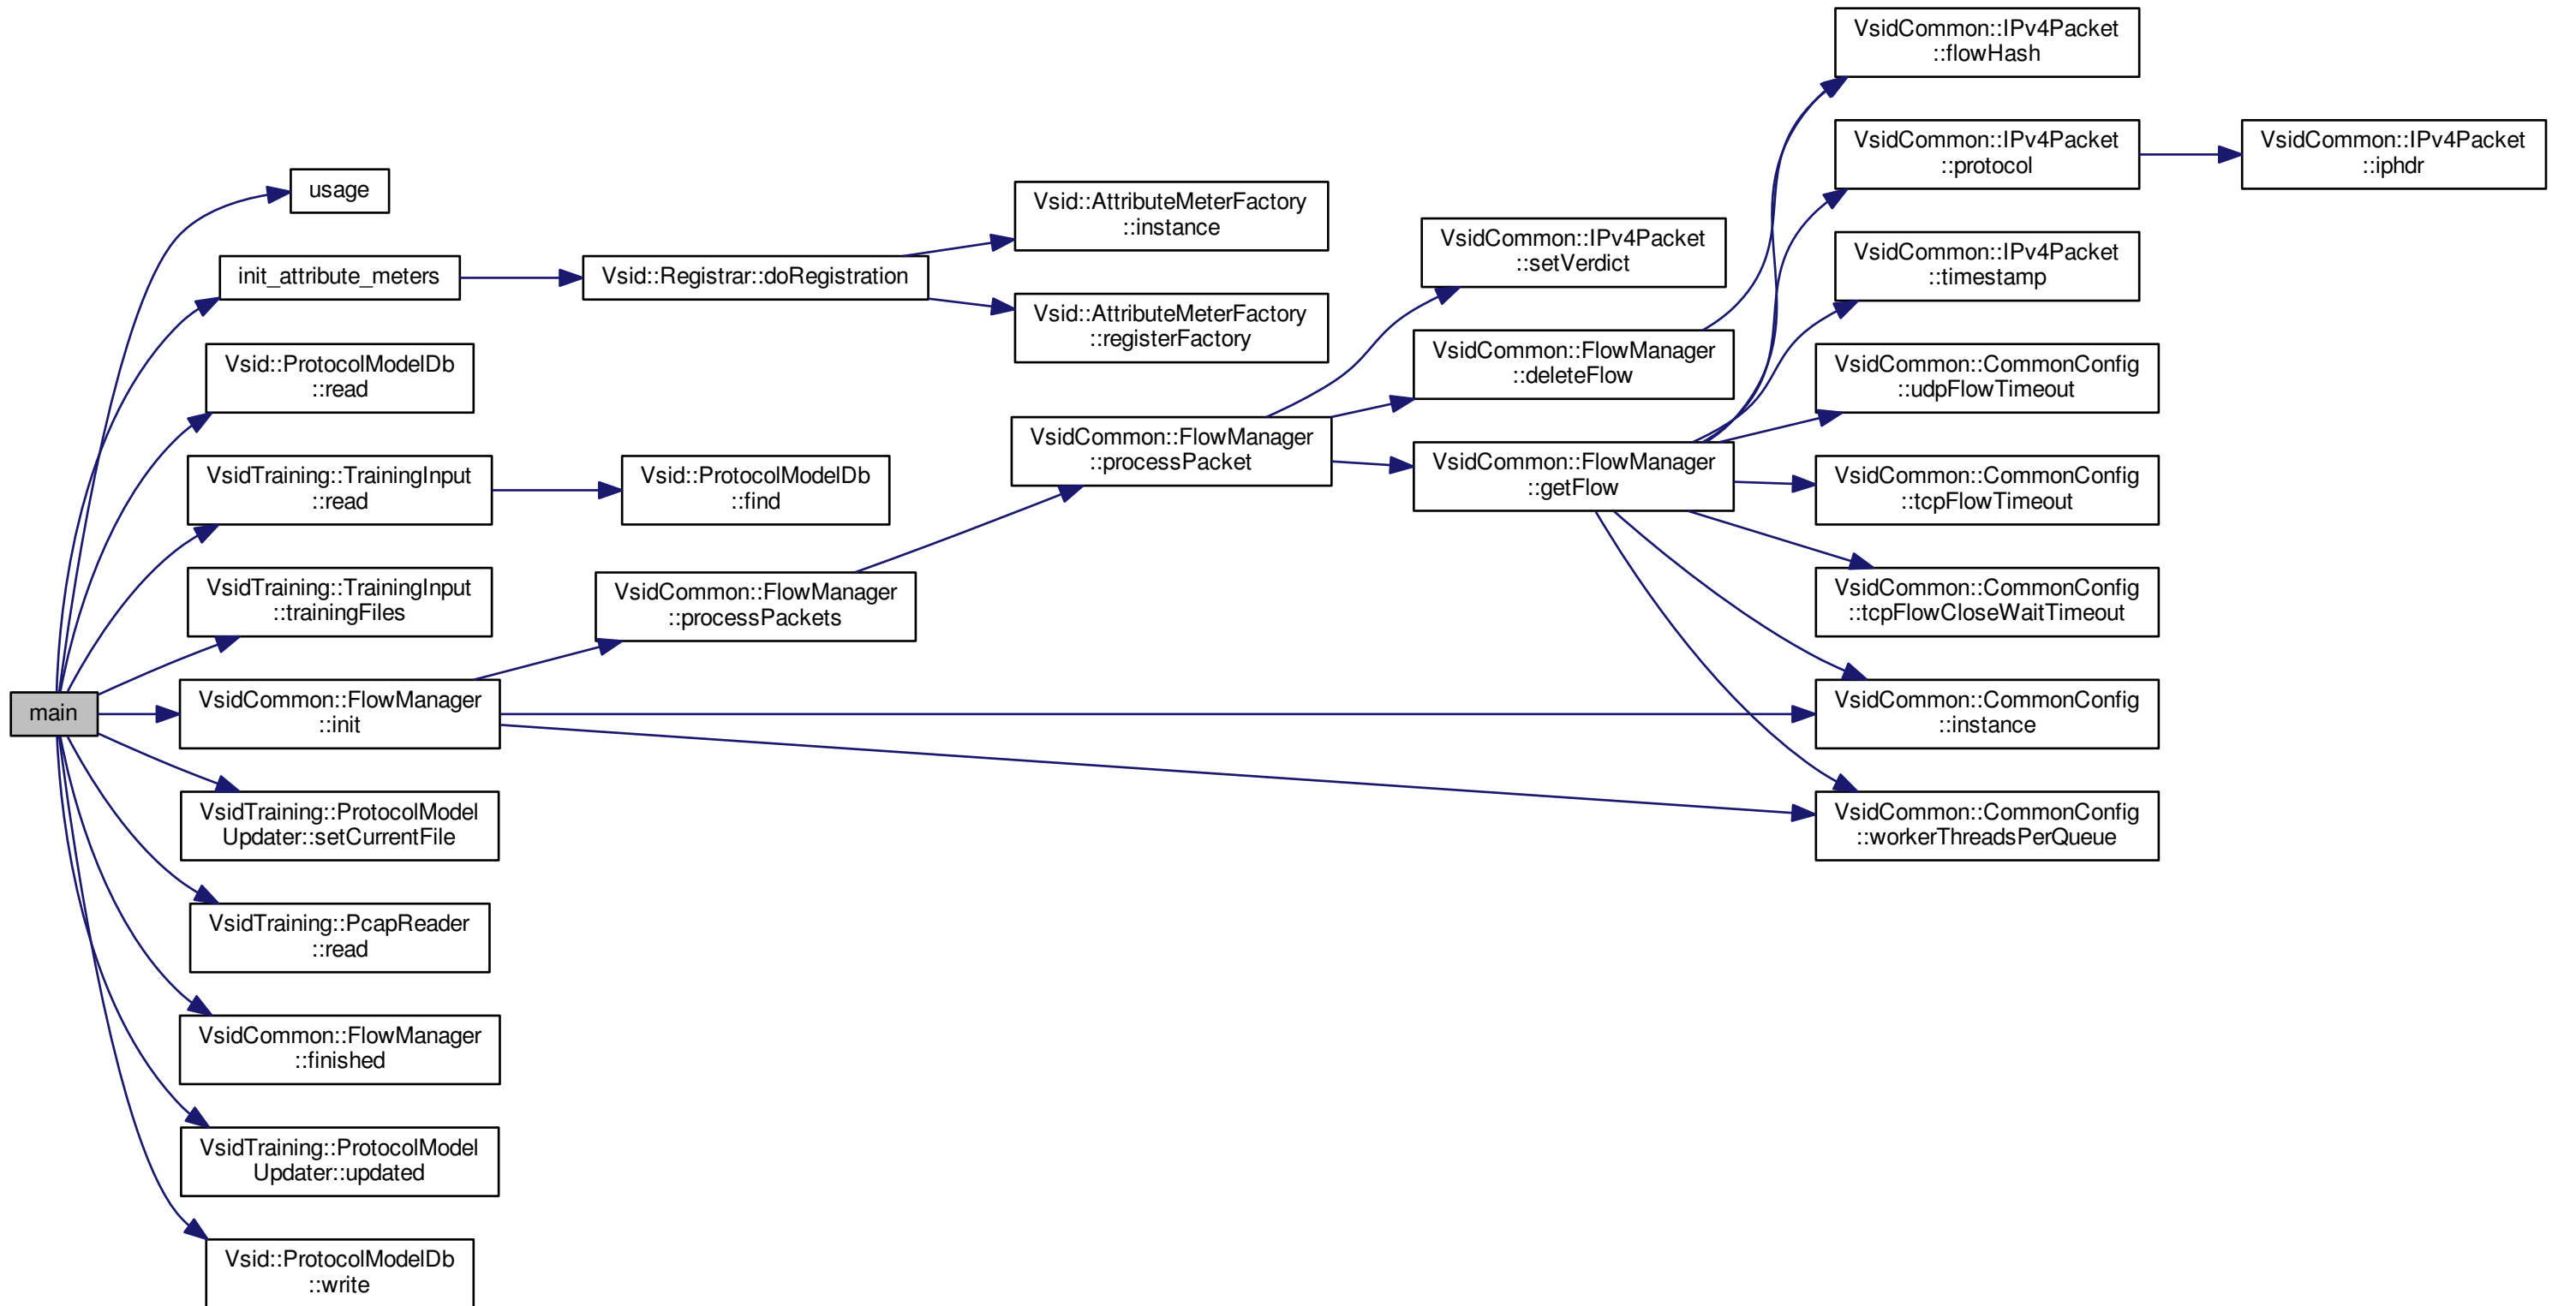 main
usage
init_attribute_meters
Vsid::ProtocolModelDb
::read
VsidTraining::TrainingInput
::read
VsidTraining::TrainingInput
::trainingFiles
VsidCommon::FlowManager
::init
VsidTraining::ProtocolModel
Updater::setCurrentFile
VsidTraining::PcapReader
::read
VsidCommon::FlowManager
::finished
VsidTraining::ProtocolModel
Updater::updated
Vsid::ProtocolModelDb
::write
Vsid::Registrar::doRegistration
Vsid::ProtocolModelDb
::find
VsidCommon::FlowManager
::processPackets
Vsid::AttributeMeterFactory
::instance
Vsid::AttributeMeterFactory
::registerFactory
VsidCommon::FlowManager
::processPacket
VsidCommon::IPv4Packet
::setVerdict
VsidCommon::FlowManager
::deleteFlow
VsidCommon::FlowManager
::getFlow
VsidCommon::IPv4Packet
::flowHash
VsidCommon::IPv4Packet
::protocol
VsidCommon::IPv4Packet
::timestamp
VsidCommon::CommonConfig
::udpFlowTimeout
VsidCommon::CommonConfig
::tcpFlowTimeout
VsidCommon::CommonConfig
::tcpFlowCloseWaitTimeout
VsidCommon::CommonConfig
::instance
VsidCommon::CommonConfig
::workerThreadsPerQueue
VsidCommon::IPv4Packet
::iphdr